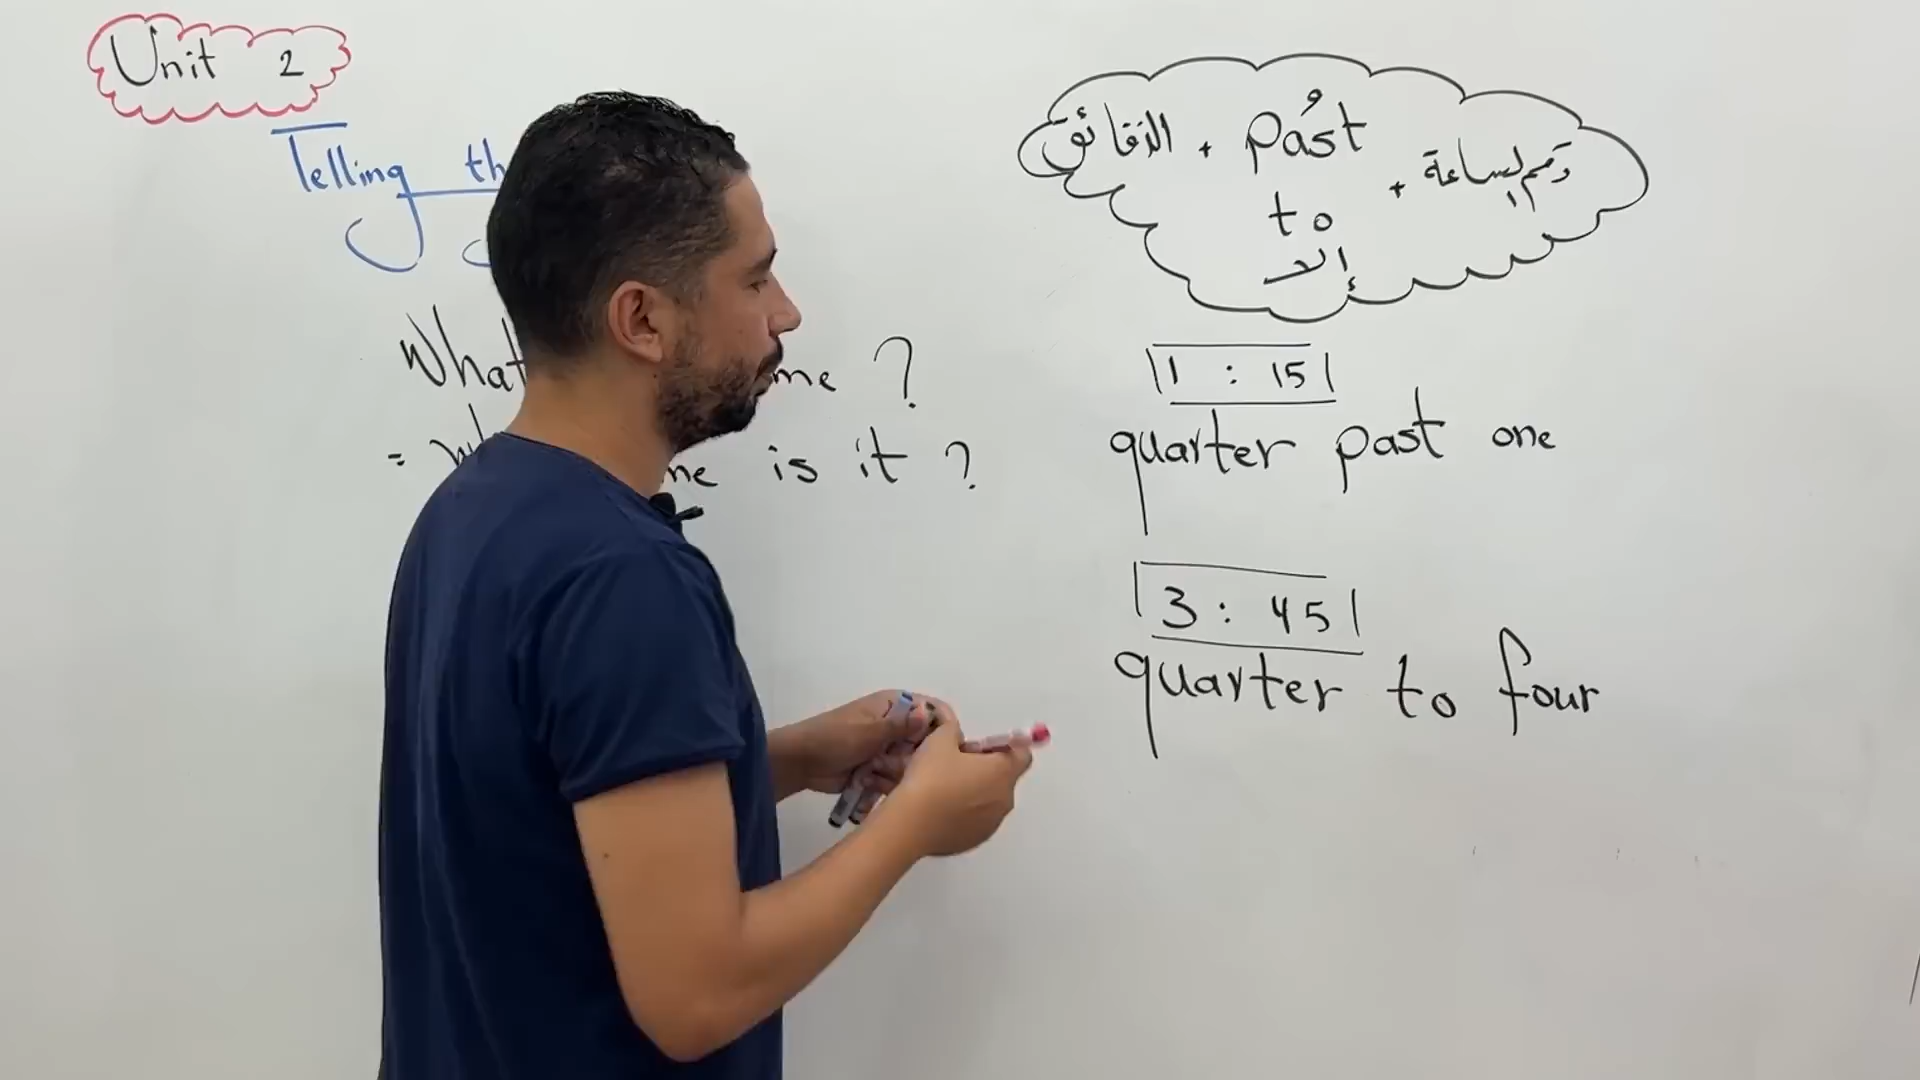 Unit 2
Telling th
What me ?
= Wh me is it ?
الدقائق + past + رقم الساعة
و
to
إلا
1 : 15
quarter past one
3 : 45
quarter to four